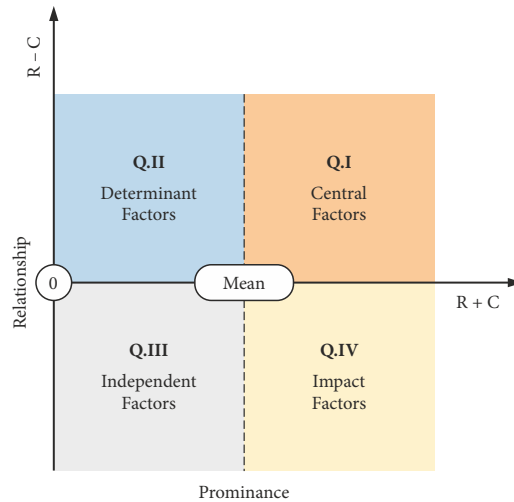 R – C
Q.II
Determinant
Factors
Q.I
Central
Factors
Relationship
0
Mean
R + C
Q.III
Independent
Factors
Q.IV
Impact
Factors
Prominance